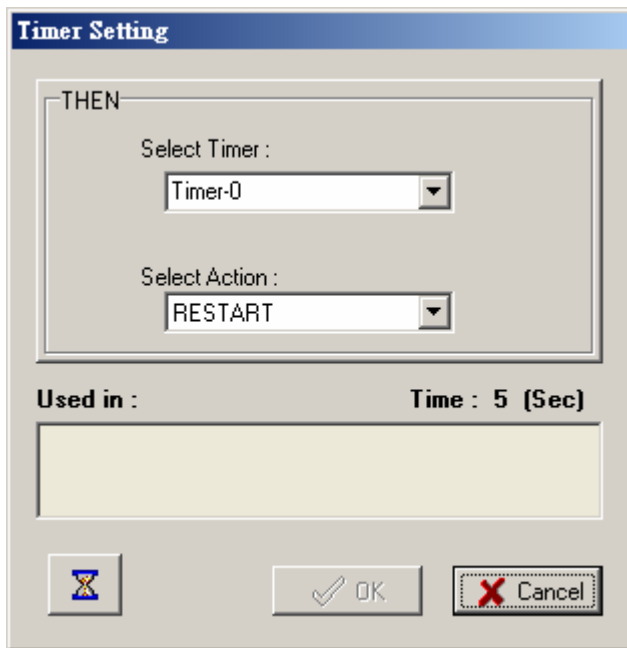 Timer Setting
THEN
Select Timer :
Timer-0
Select Action :
RESTART
Used in : Time : 5 (Sec)
OK Cancel